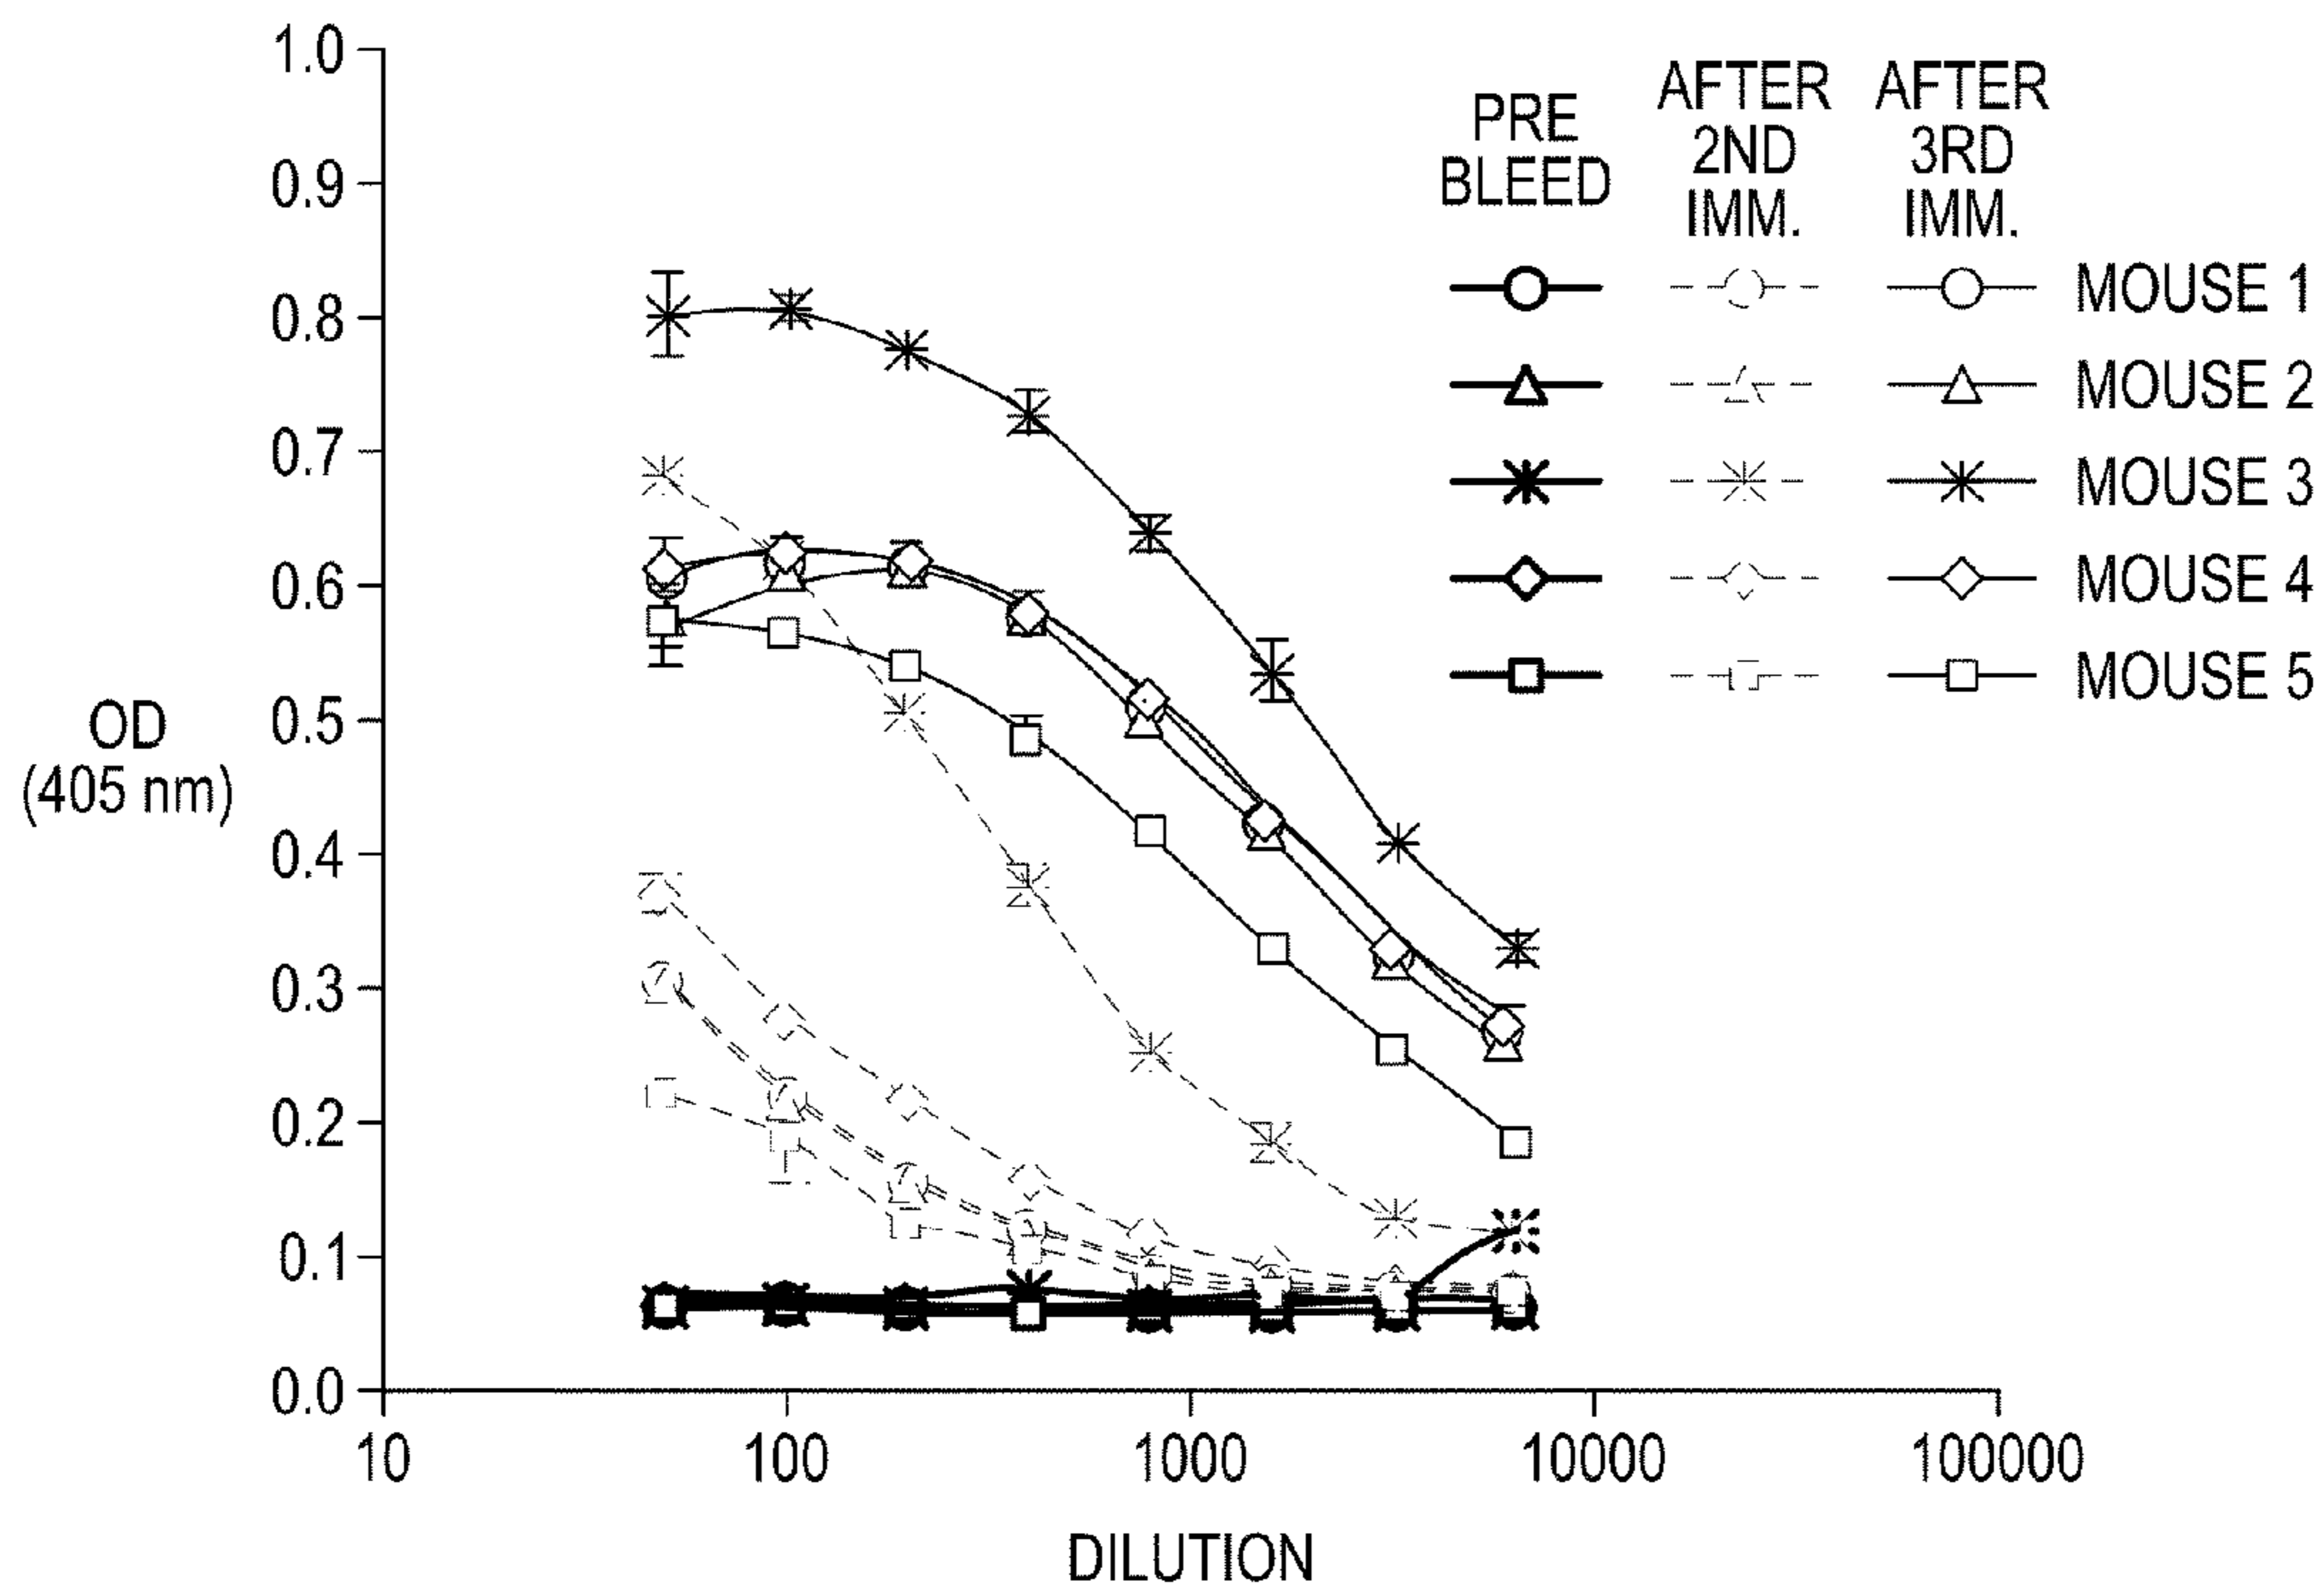 1.0
0.9
0.8
0.7
0.6
0.5
0.4
0.3
0.2
0.1
0.0
OD
(405 nm)
10
100
1000
10000
100000
DILUTION
PRE
BLEED
AFTER
2ND
IMM.
AFTER
3RD
IMM.
MOUSE 1
MOUSE 2
MOUSE 3
MOUSE 4
MOUSE 5